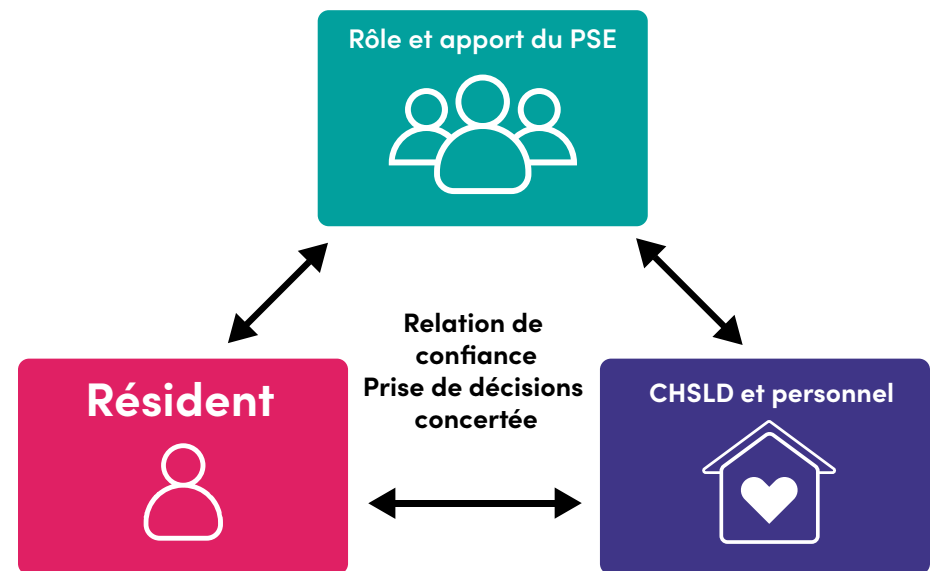 Rôle et apport du PSE
Relation de
confiance
Prise de décisions
concertée
Résident
CHSLD et personnel